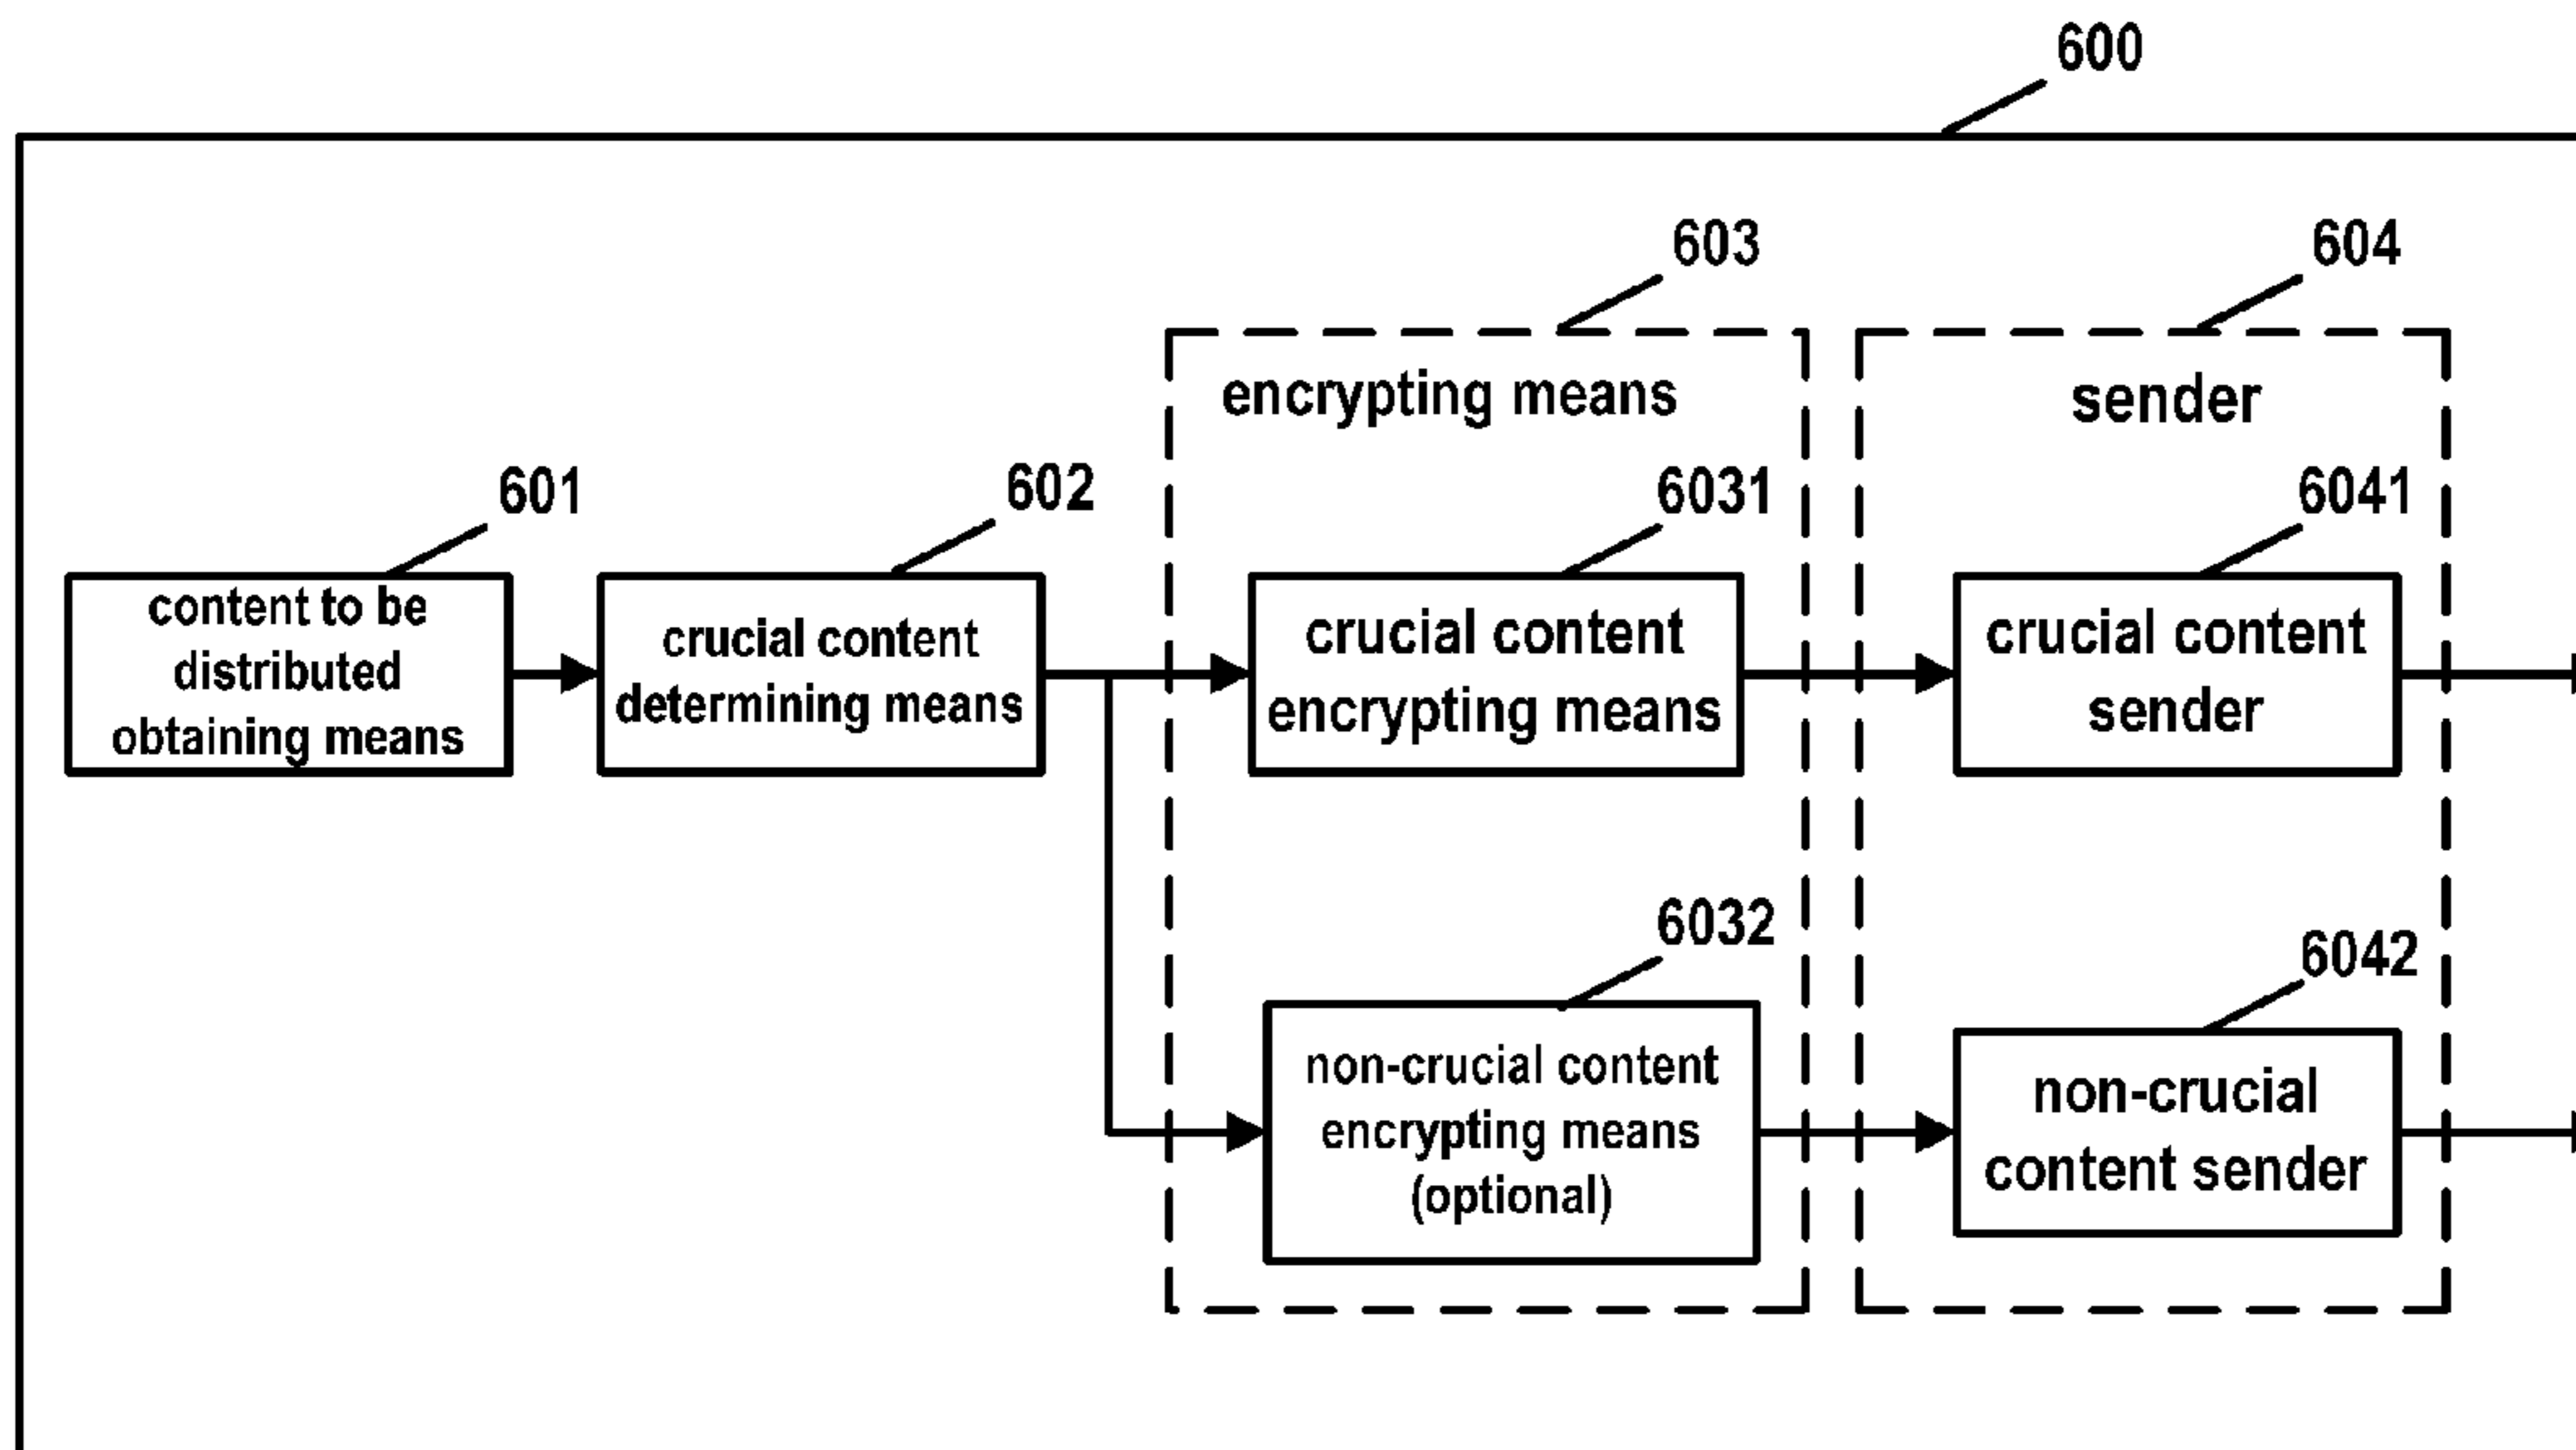 600
603
604
encrypting means
sender
601
602
6031
6041
content to be
distributed
obtaining means
crucial content
determining means
crucial content
encrypting means
crucial content
sender
6032
6042
non-crucial content
encrypting means
(optional)
non-crucial
content sender